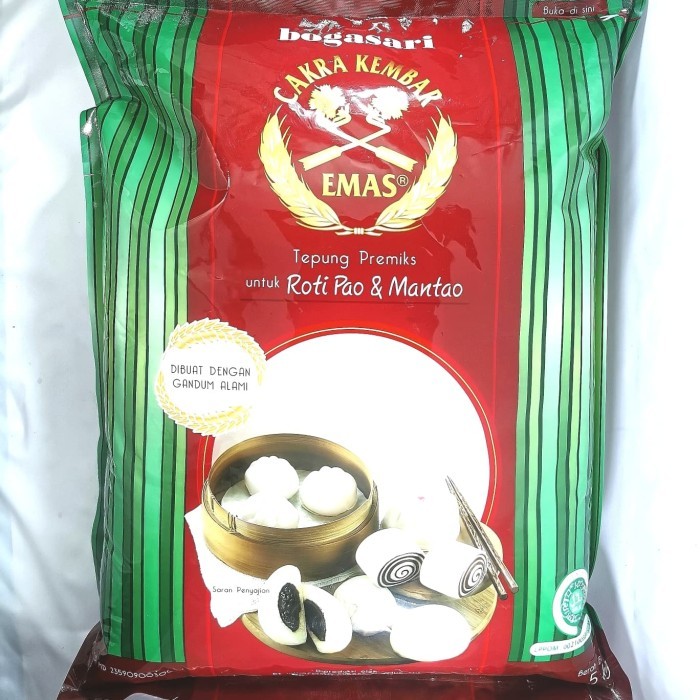 Buka di sini
bogasari
CAKRA KEMBAR
EMAS®
Tepung Premiks
untuk Roti Pao & Mantao
DIBUAT DENGAN
GANDUM ALAMI
Saran Penyajian